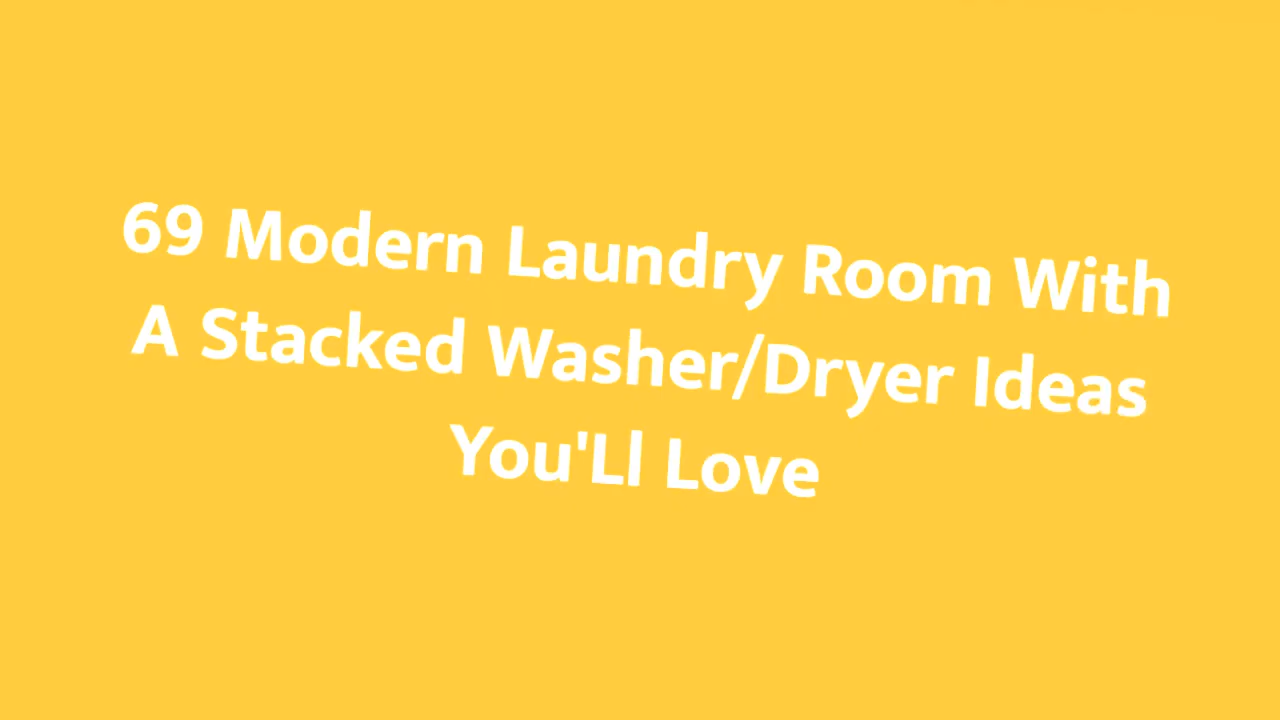 69 Modern Laundry Room With
A Stacked Washer/Dryer Ideas
You'Ll Love